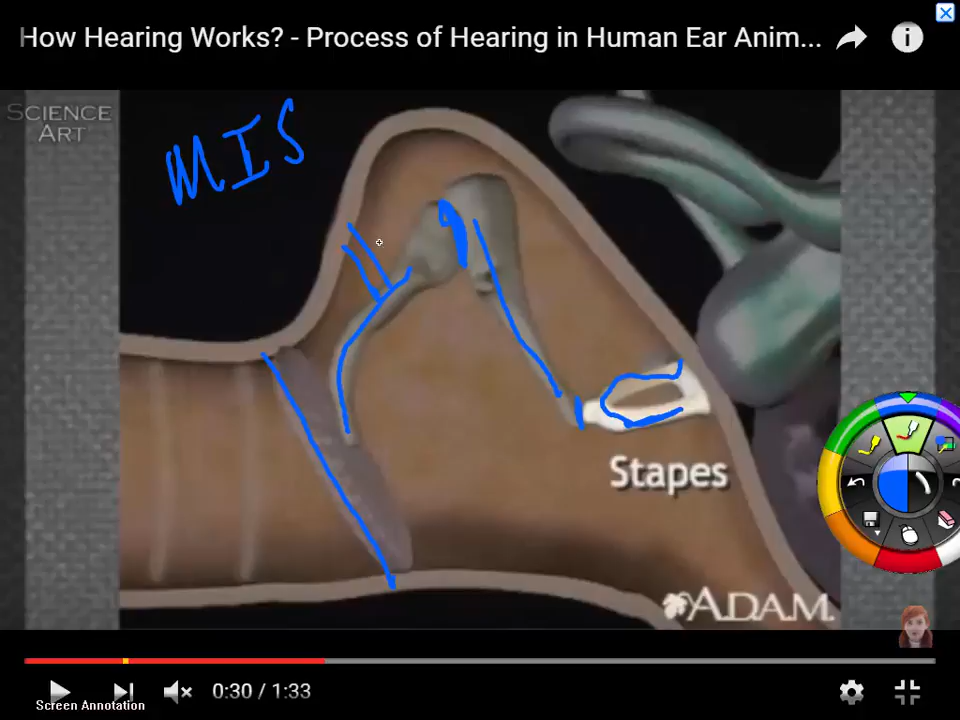 How Hearing Works? - Process of Hearing in Human Ear Anim...
SCIENCE
ART
MIS
Stapes
A.D.A.M.
0:30 / 1:33
Screen Annotation